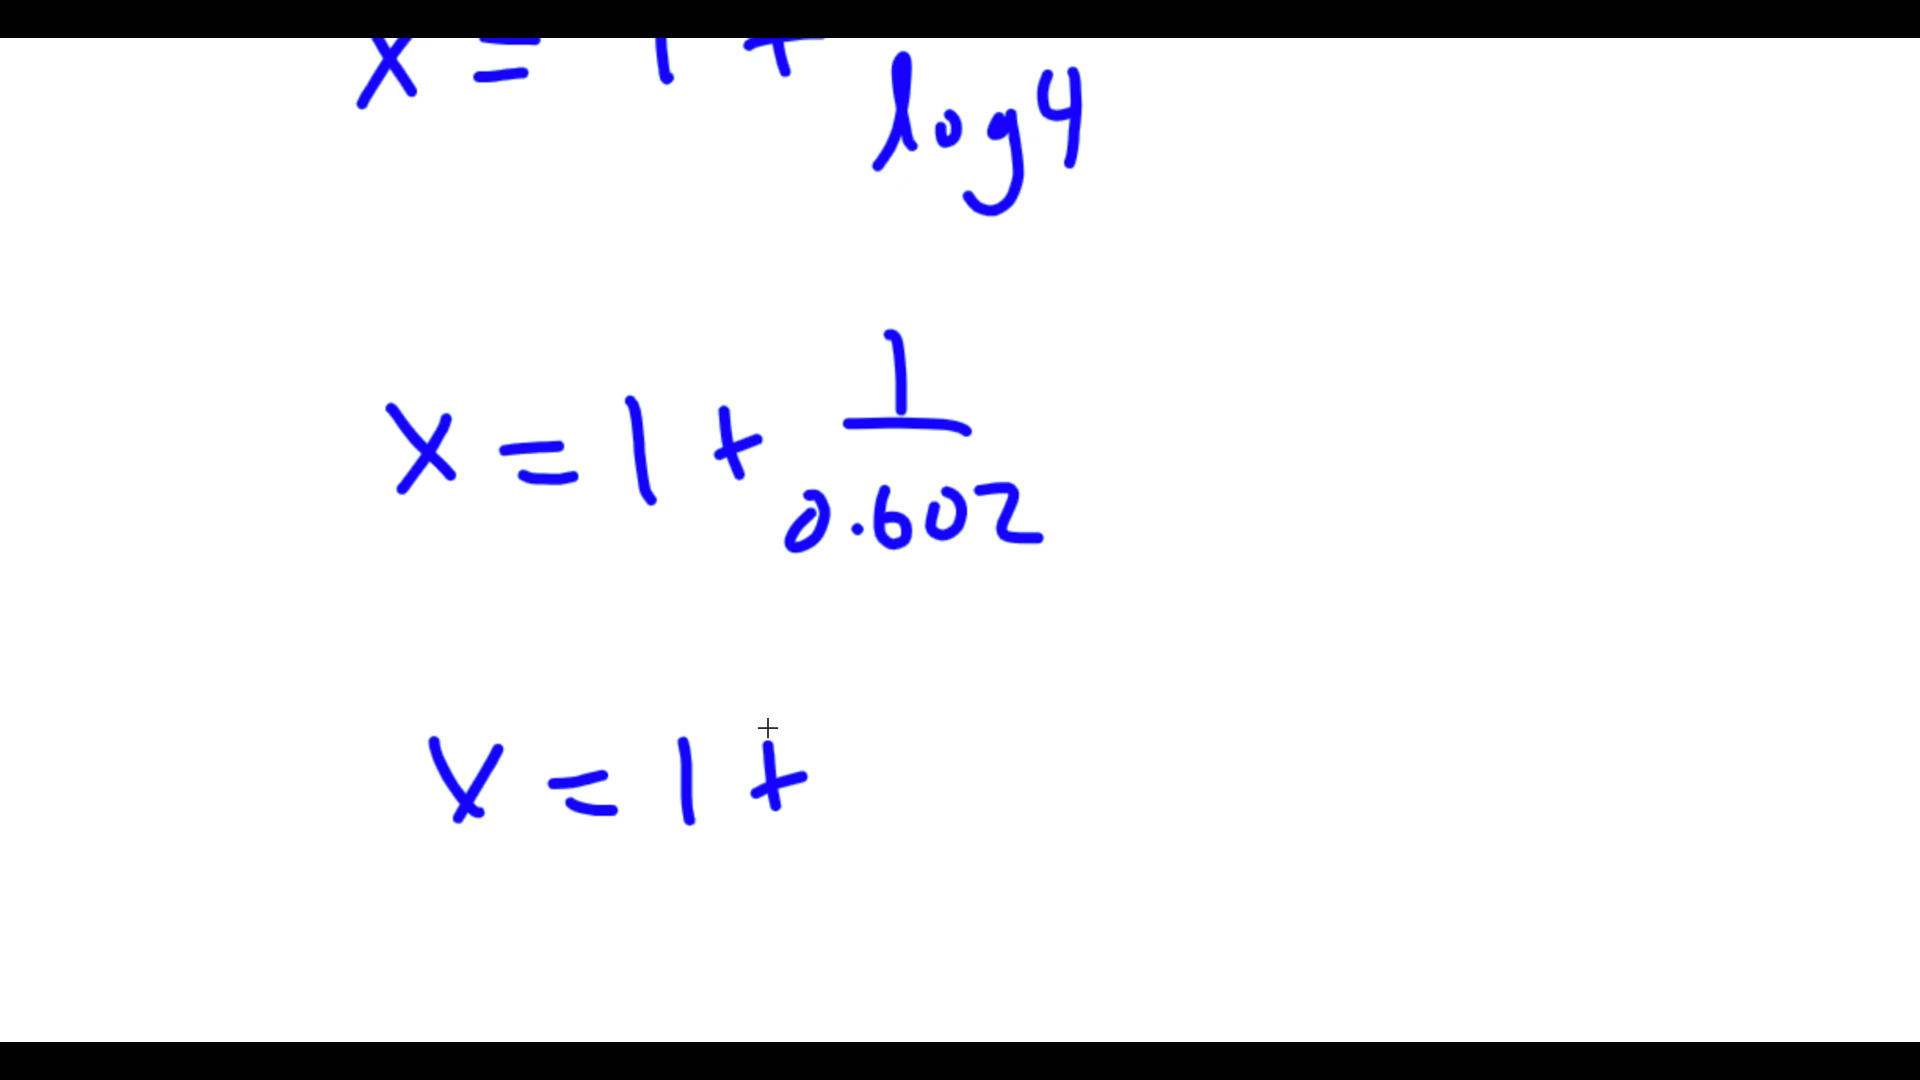 x = 1 +
log4
x = 1 + 1/0.602
x = 1 +